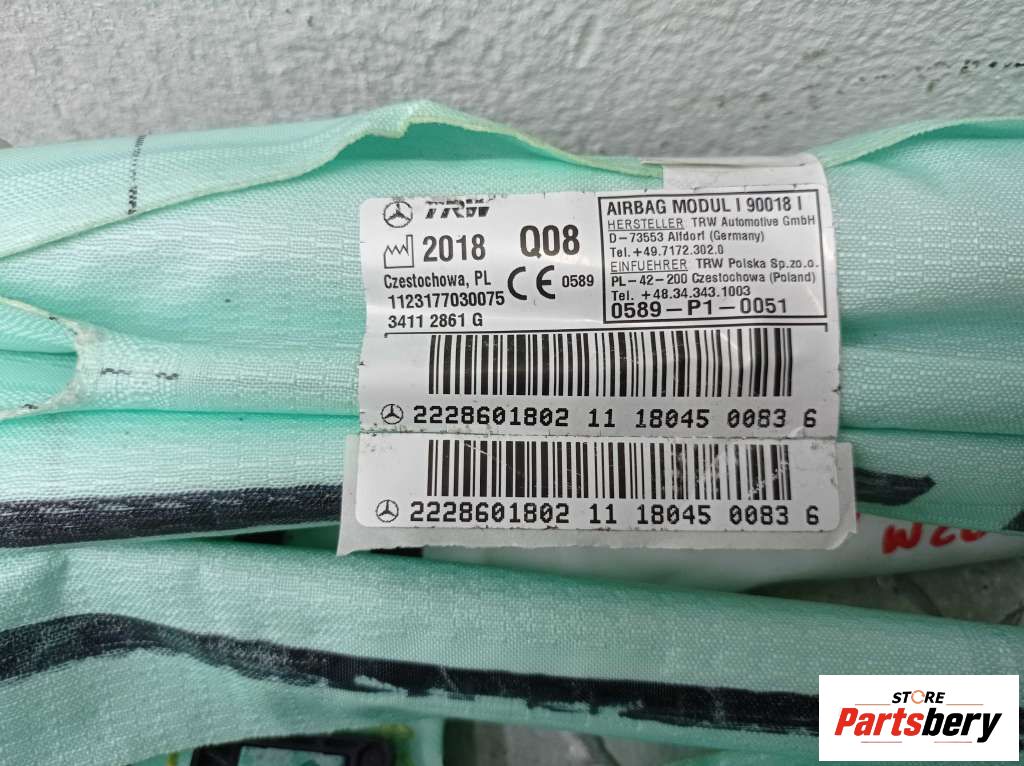 TRW
2018 Q08
Czestochowa, PL
CE 0589
1123177030075
3411 2861 G
AIRBAG MODUL I 90018 I
HERSTELLER TRW Automotive GmbH
D-73553 Alfdorf (Germany)
Tel. +49.7172.302.0
EINFUEHRER TRW Polska Sp.zo.o.
PL-42-200 Czestochowa (Poland)
Tel. +48.34.343.1003
0589-P1-0051
2228601802 11 18045 0083 6
2228601802 11 18045 0083 6
STORE
Partsbery